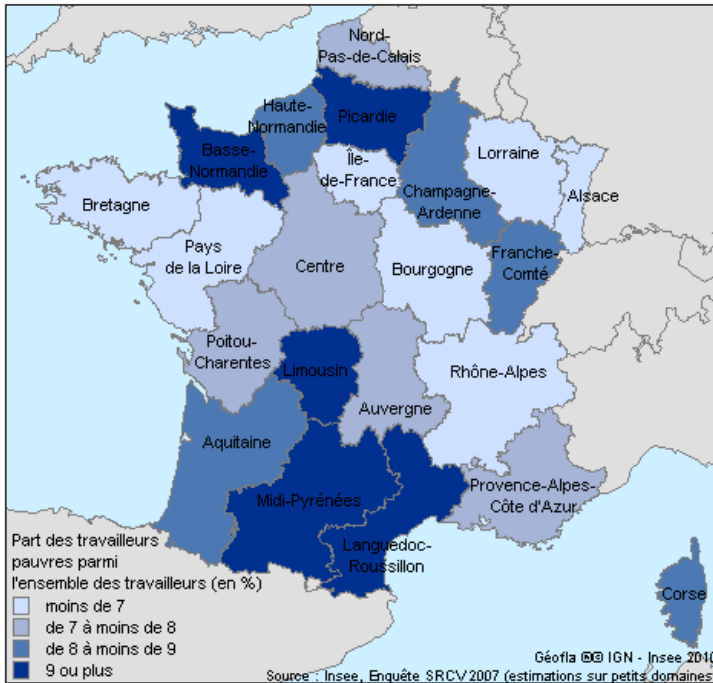 Nord-
Pas-de-Calais
Haute-
Normandie
Picardie
Basse-
Normandie
Île-
de-France
Lorraine
Alsace
Champagne-
Ardenne
Bretagne
Pays
de la Loire
Centre
Bourgogne
Franche-
Comté
Poitou-
Charentes
Limousin
Auvergne
Rhône-Alpes
Aquitaine
Midi-Pyrénées
Languedoc-
Roussillon
Provence-Alpes-
Côte d'Azur
Corse
Part des travailleurs
pauvres parmi
l'ensemble des travailleurs (en %)
moins de 7
de 7 à moins de 8
de 8 à moins de 9
9 ou plus
Géofla IGN - Insee 2010
Source : Insee, Enquête SRCV 2007 (estimations sur petits domaines